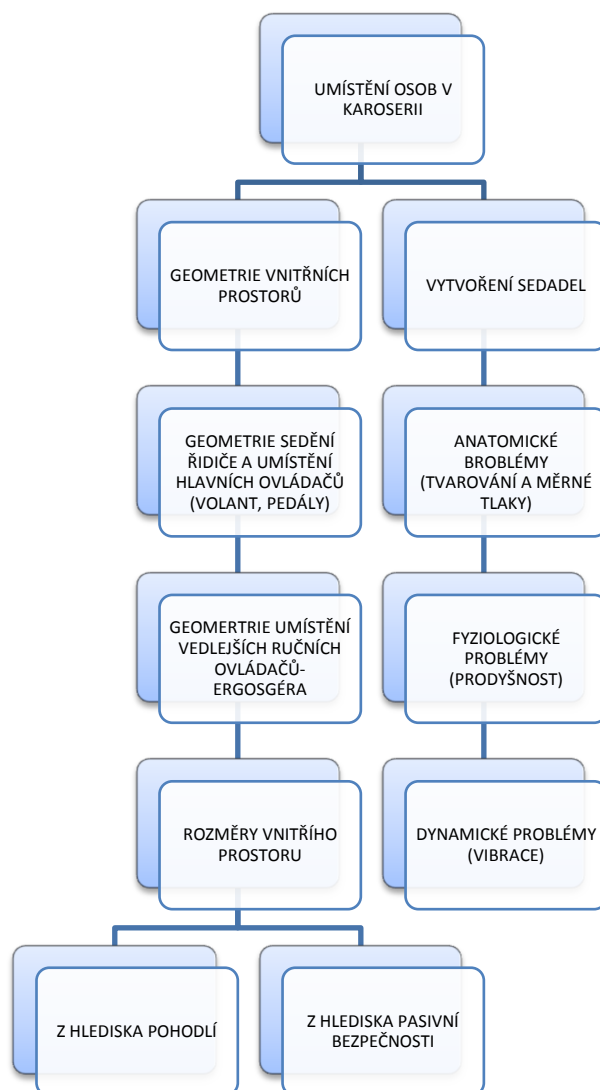 UMÍSTĚNÍ OSOB V
KAROSERII
GEOMETRIE VNITŘNÍCH
PROSTORŮ
VYTVOŘENÍ SEDADEL
GEOMETRIE SEDĚNÍ
ŘIDIČE A UMÍSTĚNÍ
HLAVNÍCH OVLÁDAČŮ
(VOLANT, PEDÁLY)
ANATOMICKÉ
BROBLÉMY
(TVAROVÁNÍ A MĚRNÉ
TLAKY)
GEOMERTRIE UMÍSTĚNÍ
VEDLEJŠÍCH RUČNÍCH
OVLÁDAČŮ-
ERGOSGÉRA
FYZIOLOGICKÉ
PROBLÉMY
(PRODYŠNOST)
ROZMĚRY VNITŘÍHO
PROSTORU
DYNAMICKÉ PROBLÉMY
(VIBRACE)
Z HLEDISKA POHODLÍ
Z HLEDISKA PASIVNÍ
BEZPEČNOSTI